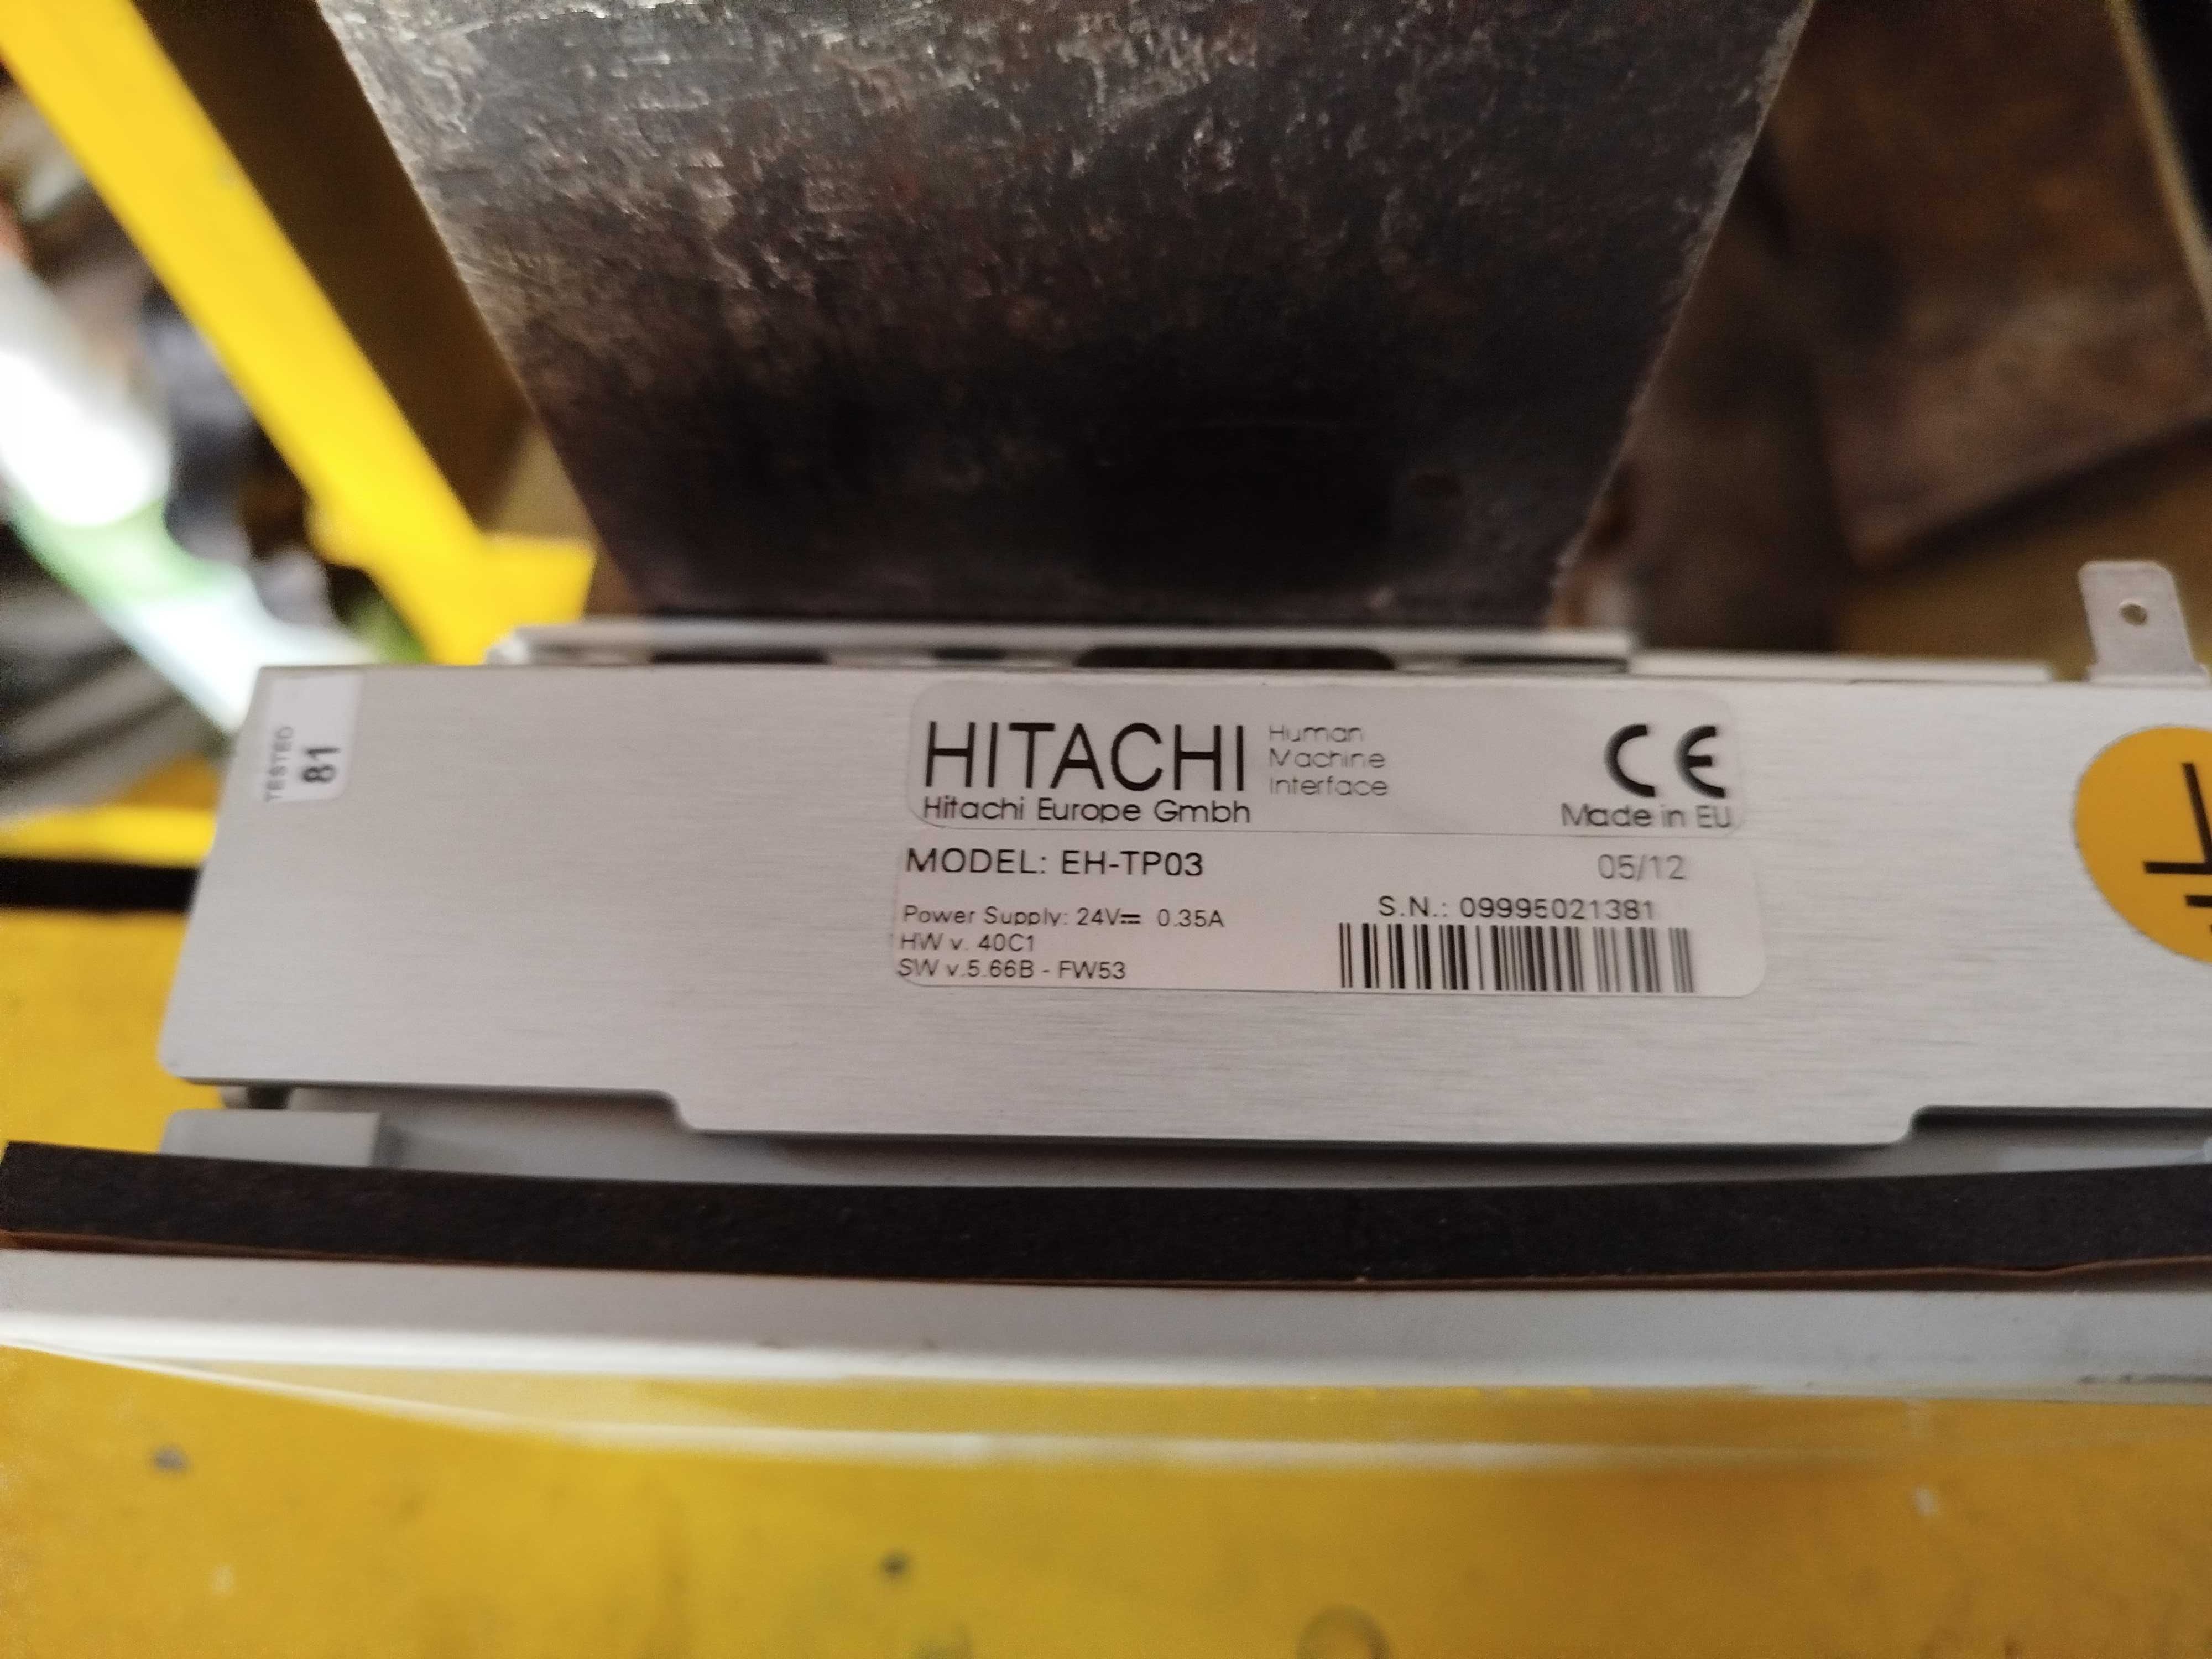 TESTED
81
HITACHI
Human
Machine
Interface
CE
Hitachi Europe Gmbh
Made in EU
MODEL: EH-TP03
05/12
Power Supply: 24V⎓ 0.35A
S.N.: 09995021381
HW v. 40C1
SW v.5.66B - FW53